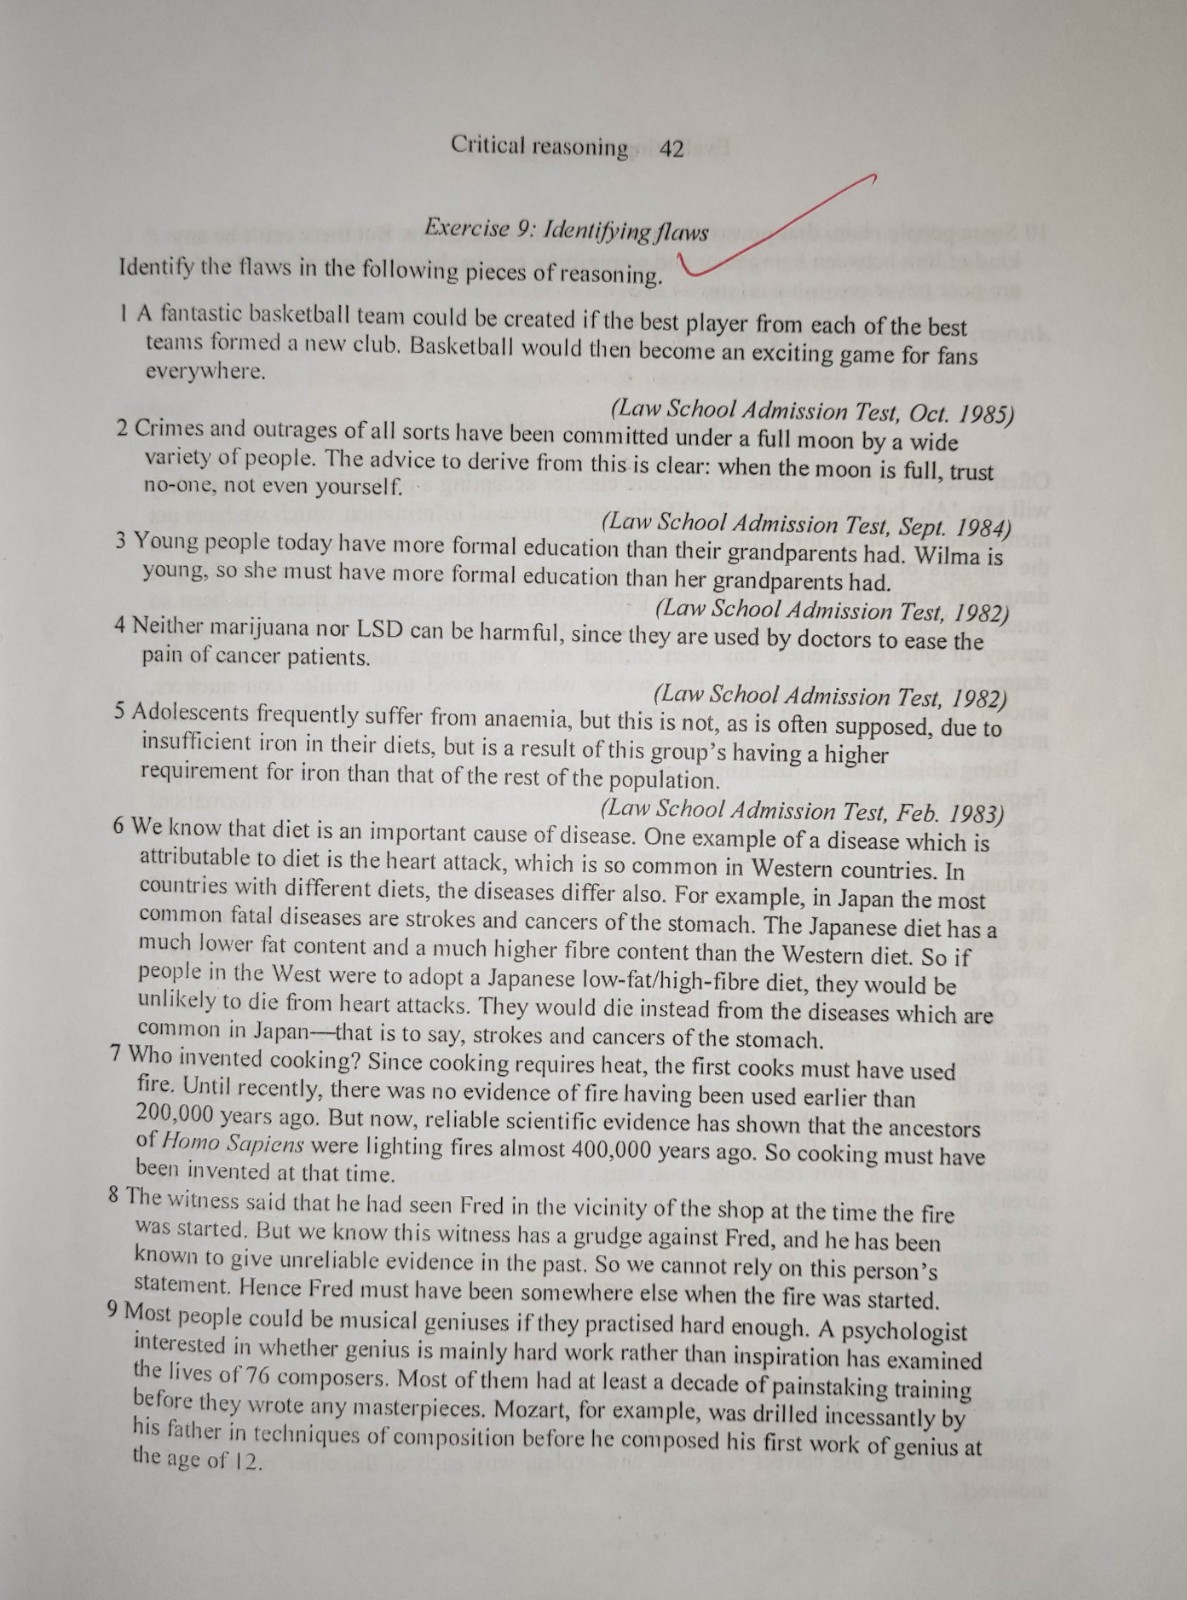 Critical reasoning 42
Exercise 9: Identifying flaws
Identify the flaws in the following pieces of reasoning.
1 A fantastic basketball team could be created if the best player from each of the best
teams formed a new club. Basketball would then become an exciting game for fans
everywhere.
(Law School Admission Test, Oct. 1985)
2 Crimes and outrages of all sorts have been committed under a full moon by a wide
variety of people. The advice to derive from this is clear: when the moon is full, trust
no-one, not even yourself.
(Law School Admission Test, Sept. 1984)
3 Young people today have more formal education than their grandparents had. Wilma is
young, so she must have more formal education than her grandparents had.
(Law School Admission Test, 1982)
4 Neither marijuana nor LSD can be harmful, since they are used by doctors to ease the
pain of cancer patients.
(Law School Admission Test, 1982)
5 Adolescents frequently suffer from anaemia, but this is not, as is often supposed, due to
insufficient iron in their diets, but is a result of this group's having a higher
requirement for iron than that of the rest of the population.
(Law School Admission Test, Feb. 1983)
6 We know that diet is an important cause of disease. One example of a disease which is
attributable to diet is the heart attack, which is so common in Western countries. In
countries with different diets, the diseases differ also. For example, in Japan the most
common fatal diseases are strokes and cancers of the stomach. The Japanese diet has a
much lower fat content and a much higher fibre content than the Western diet. So if
people in the West were to adopt a Japanese low-fat/high-fibre diet, they would be
unlikely to die from heart attacks. They would die instead from the diseases which are
common in Japan—that is to say, strokes and cancers of the stomach.
7 Who invented cooking? Since cooking requires heat, the first cooks must have used
fire. Until recently, there was no evidence of fire having been used earlier than
200,000 years ago. But now, reliable scientific evidence has shown that the ancestors
of Homo Sapiens were lighting fires almost 400,000 years ago. So cooking must have
been invented at that time.
8 The witness said that he had seen Fred in the vicinity of the shop at the time the fire
was started. But we know this witness has a grudge against Fred, and he has been
known to give unreliable evidence in the past. So we cannot rely on this person's
statement. Hence Fred must have been somewhere else when the fire was started.
9 Most people could be musical geniuses if they practised hard enough. A psychologist
interested in whether genius is mainly hard work rather than inspiration has examined
the lives of 76 composers. Most of them had at least a decade of painstaking training
before they wrote any masterpieces. Mozart, for example, was drilled incessantly by
his father in techniques of composition before he composed his first work of genius at
the age of 12.